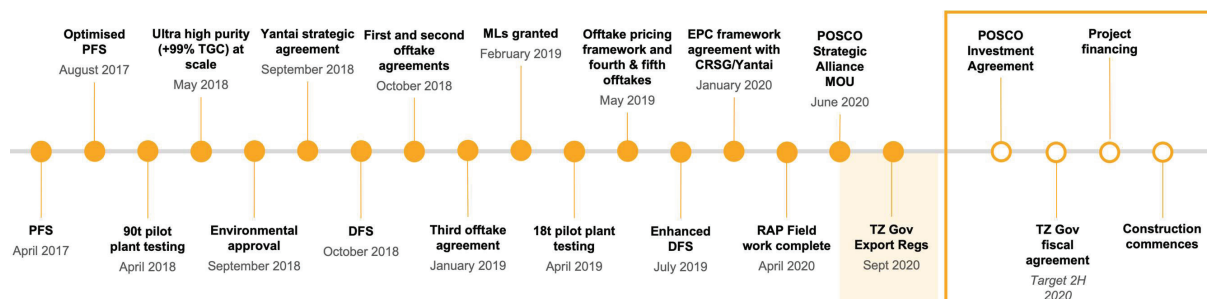 Optimised
PFS
August 2017
Ultra high purity
(+99% TGC) at
scale
May 2018
Yantai strategic
agreement
September 2018
First and second
offtake
agreements
October 2018
MLs granted
February 2019
Offtake pricing
framework and
fourth & fifth
offtakes
May 2019
EPC framework
agreement with
CRSG/Yantai
January 2020
POSCO
Strategic
Alliance
MOU
June 2020
POSCO
Investment
Agreement
Project
financing
PFS
April 2017
90t pilot
plant testing
April 2018
Environmental
approval
September 2018
DFS
October 2018
Third offtake
agreement
January 2019
18t pilot plant
testing
April 2019
Enhanced
DFS
July 2019
RAP Field
work complete
April 2020
TZ Gov
Export Regs
Sept 2020
TZ Gov
fiscal
agreement
Target 2H
2020
Construction
commences